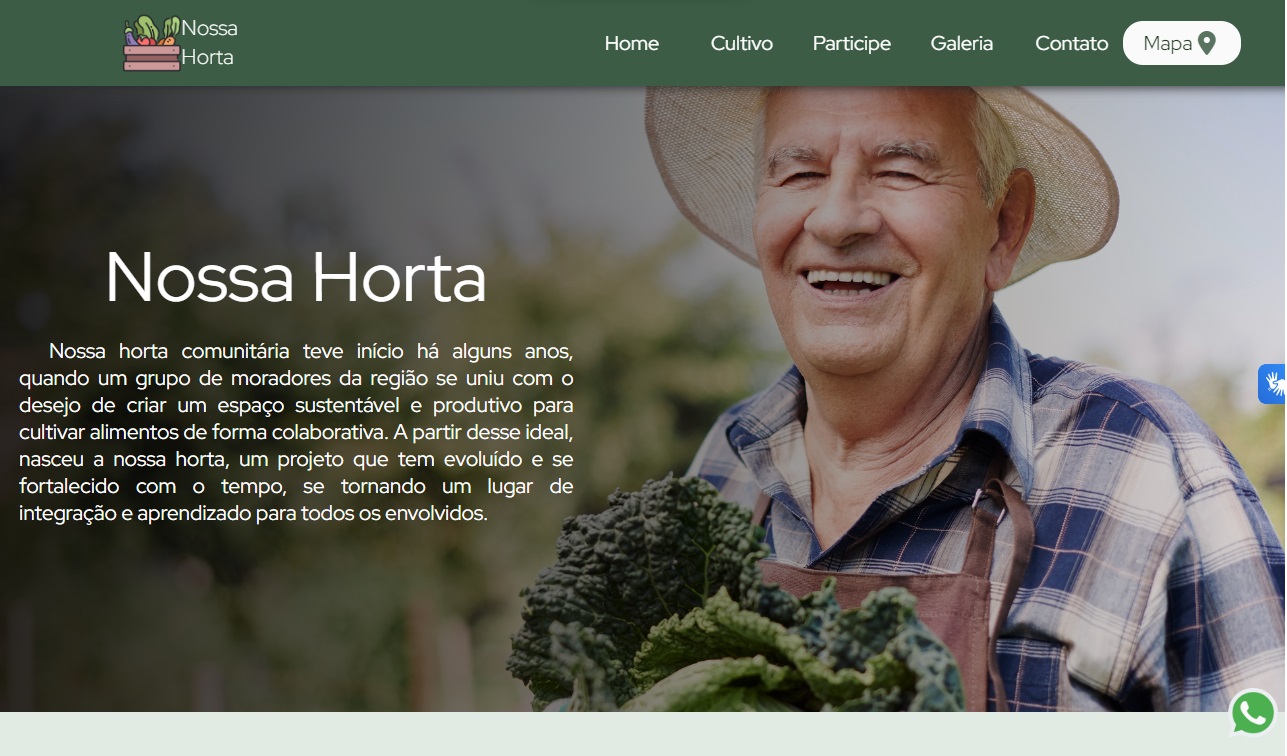 Nossa
Horta
Home
Cultivo
Participe
Galeria
Contato
Mapa
Nossa Horta
Nossa horta comunitária teve início há alguns anos,
quando um grupo de moradores da região se uniu com o
desejo de criar um espaço sustentável e produtivo para
cultivar alimentos de forma colaborativa. A partir desse ideal,
nasceu a nossa horta, um projeto que tem evoluído e se
fortalecido com o tempo, se tornando um lugar de
integração e aprendizado para todos os envolvidos.